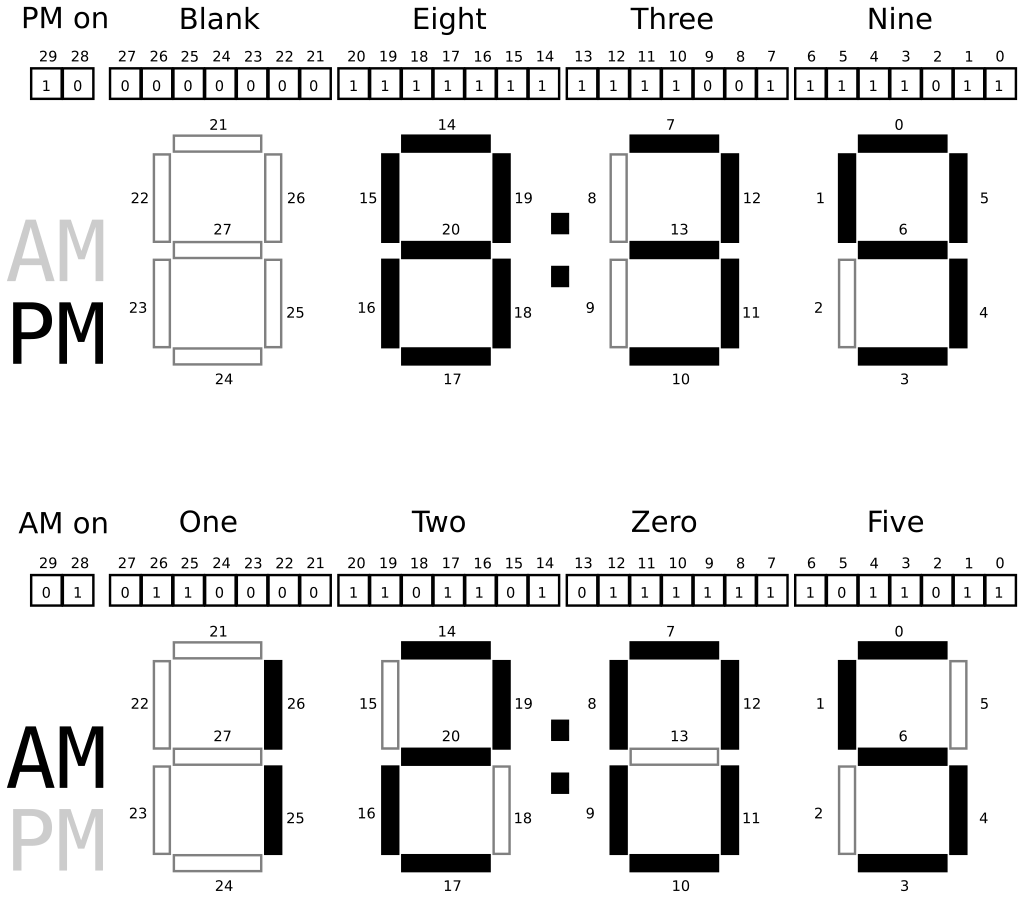 PM on Blank Eight Three Nine
29 28 27 26 25 24 23 22 21 20 19 18 17 16 15 14 13 12 11 10 9 8 7 6 5 4 3 2 1 0
1 0 0 0 0 0 0 0 0 1 1 1 1 1 1 1 1 1 1 1 0 0 1 1 1 1 1 0 1 1
21 14 7 0
22 26 15 19 8 12 1 5
27 20 13 6
AM
23 25 16 18 9 11 2 4
PM
24 17 10 3
AM on One Two Zero Five
29 28 27 26 25 24 23 22 21 20 19 18 17 16 15 14 13 12 11 10 9 8 7 6 5 4 3 2 1 0
0 1 0 1 1 0 0 0 0 1 1 0 1 1 0 1 0 1 1 1 1 1 1 1 0 1 1 0 1 1
21 14 7 0
22 26 15 19 8 12 1 5
27 20 13 6
AM
23 25 16 18 9 11 2 4
PM
24 17 10 3